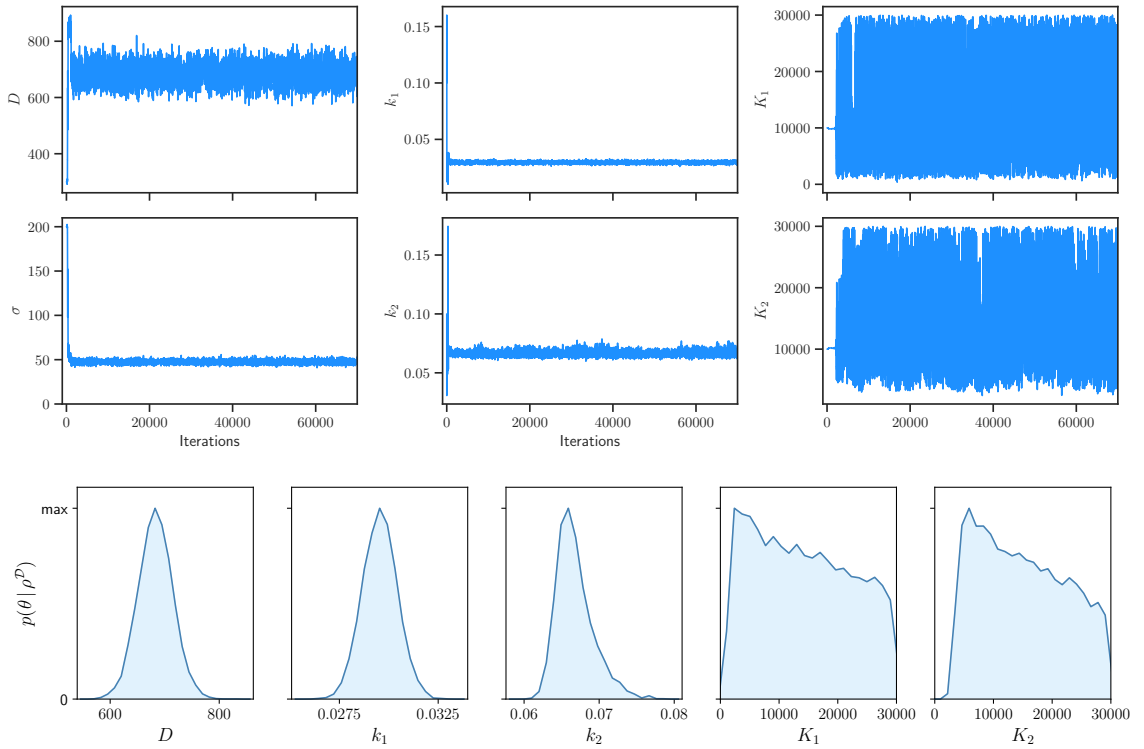 800
600
400
D
0.15
0.10
0.05
k₁
30000
20000
10000
0
K₁
200
150
100
50
0
σ
0 20000 40000 60000
Iterations
0.15
0.10
0.05
k₂
0 20000 40000 60000
Iterations
30000
20000
10000
K₂
0 20000 40000 60000
max
0
p(θ | ρᴰ)
600 800
D
0.0275 0.0325
k₁
0.06 0.07 0.08
k₂
0 10000 20000 30000
K₁
0 10000 20000 30000
K₂